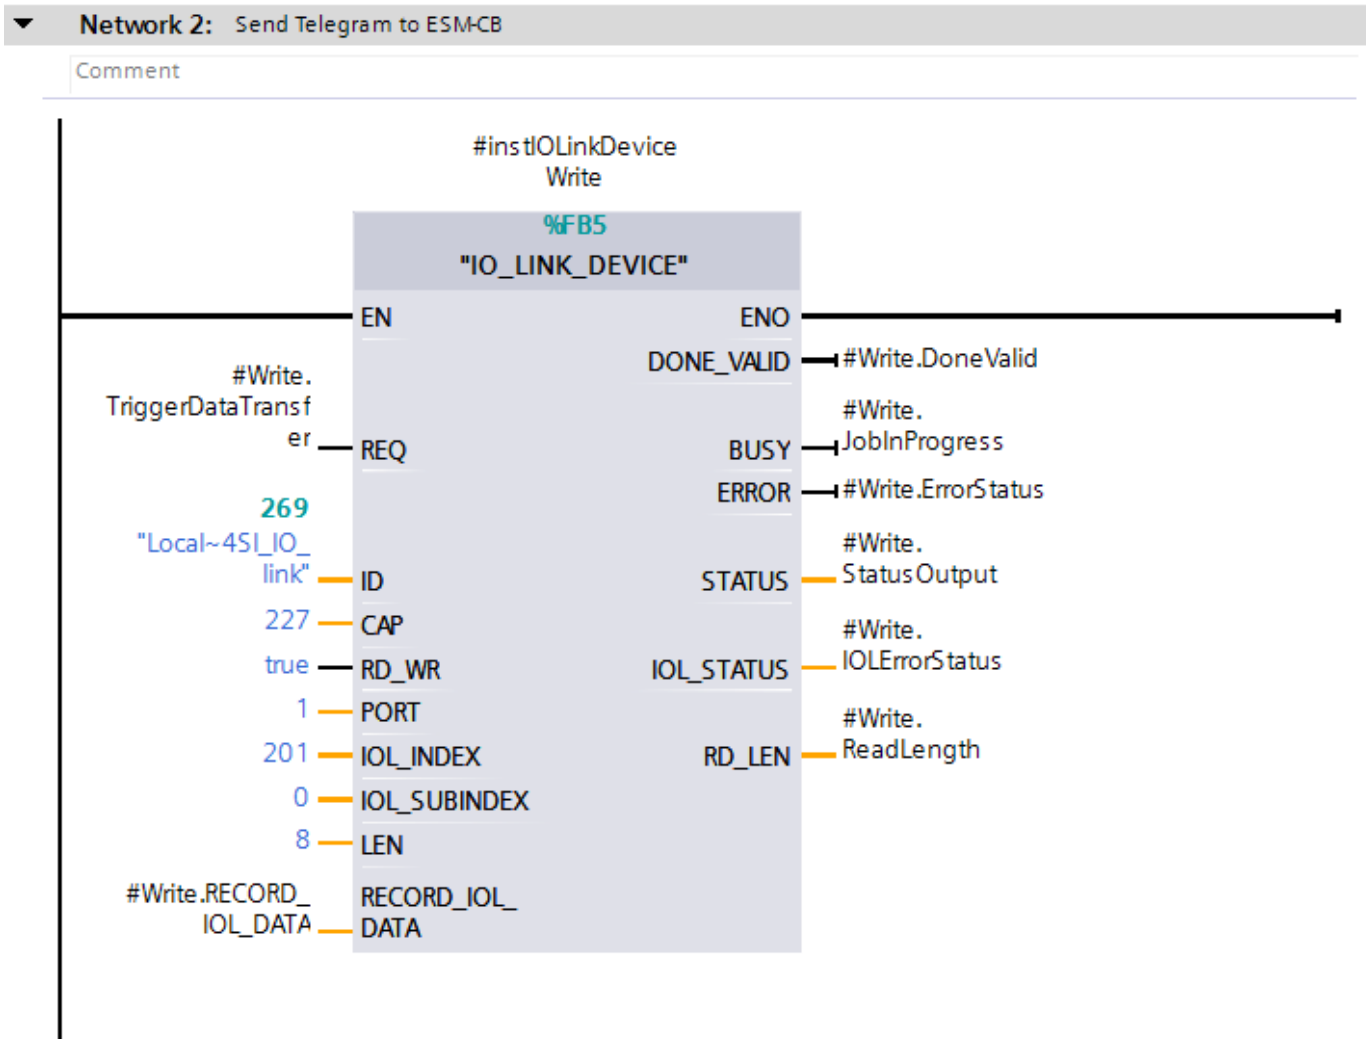 Network 2: Send Telegram to ESM-CB
Comment
#instIOLinkDevice
Write
%FB5
"IO_LINK_DEVICE"
EN
ENO
DONE_VALID
#Write.DoneValid
#Write.
TriggerDataTransf
er
REQ
BUSY
#Write.
JobInProgress
ERROR
#Write.ErrorStatus
269
"Local~4SI_IO_
link"
ID
STATUS
#Write.
StatusOutput
227
CAP
true
RD_WR
IOL_STATUS
#Write.
IOLErrorStatus
1
PORT
201
IOL_INDEX
RD_LEN
#Write.
ReadLength
0
IOL_SUBINDEX
8
LEN
#Write.RECORD_
IOL_DATA
RECORD_IOL_
DATA